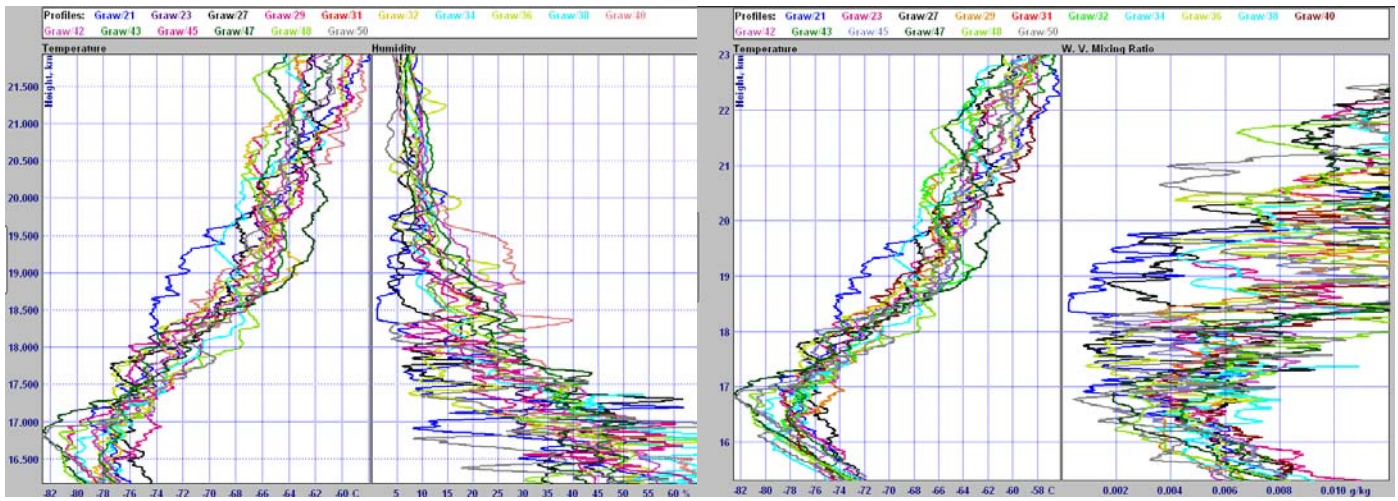 Profiles: Graw/21 Graw/23 Graw/27 Graw/29 Graw/31 Graw/32 Graw/34 Graw/36 Graw/38 Graw/40
Graw/42 Graw/43 Graw/45 Graw/47 Graw/48 Graw/50
Temperature Humidity
Height, km
21.500
21.000
20.500
20.000
19.500
19.000
18.500
18.000
17.500
17.000
16.500
-82 -80 -78 -76 -74 -72 -70 -68 -66 -64 -62 -60 C 5 10 15 20 25 30 35 40 45 50 55 60 %
Profiles: Graw/21 Graw/23 Graw/27 Graw/29 Graw/31 Graw/32 Graw/34 Graw/36 Graw/38 Graw/40
Graw/42 Graw/43 Graw/45 Graw/47 Graw/48 Graw/50
Temperature W. V. Mixing Ratio
Height, km
23
22
21
20
19
18
17
16
-82 -80 -78 -76 -74 -72 -70 -68 -66 -64 -62 -60 -58 C 0.002 0.004 0.006 0.008 0.010 g/kg